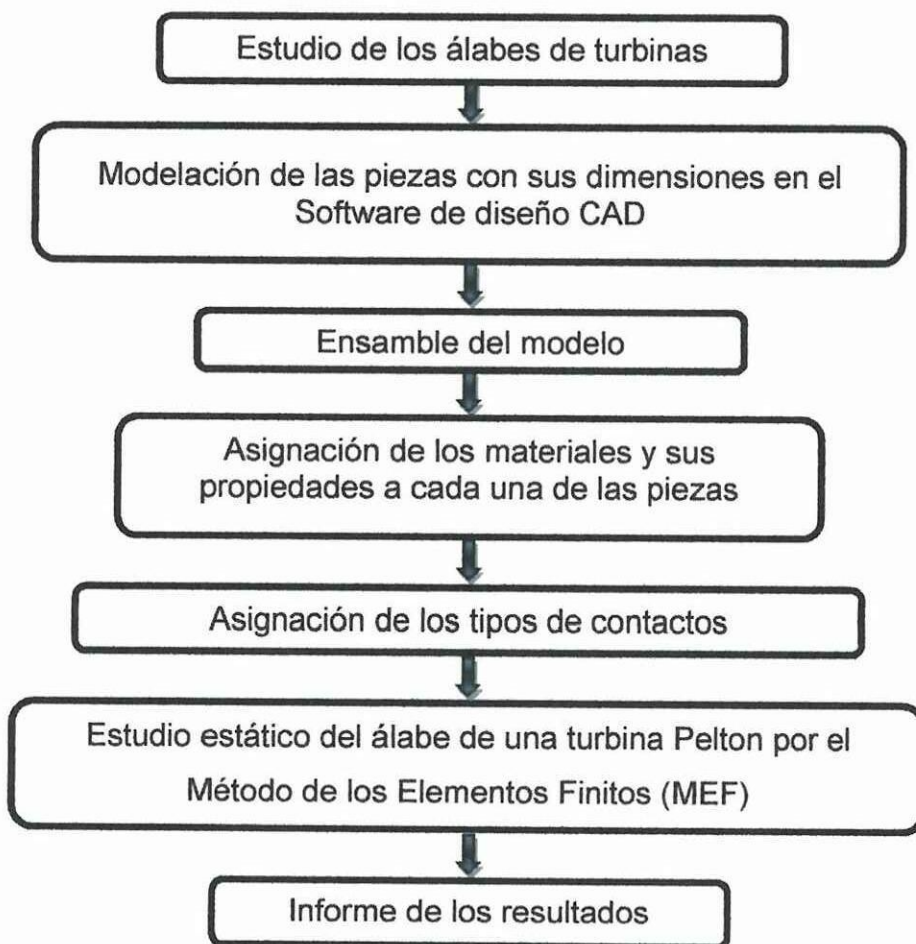 Estudio de los álabes de turbinas
Modelación de las piezas con sus dimensiones en el
Software de diseño CAD
Ensamble del modelo
Asignación de los materiales y sus
propiedades a cada una de las piezas
Asignación de los tipos de contactos
Estudio estático del álabe de una turbina Pelton por el
Método de los Elementos Finitos (MEF)
Informe de los resultados